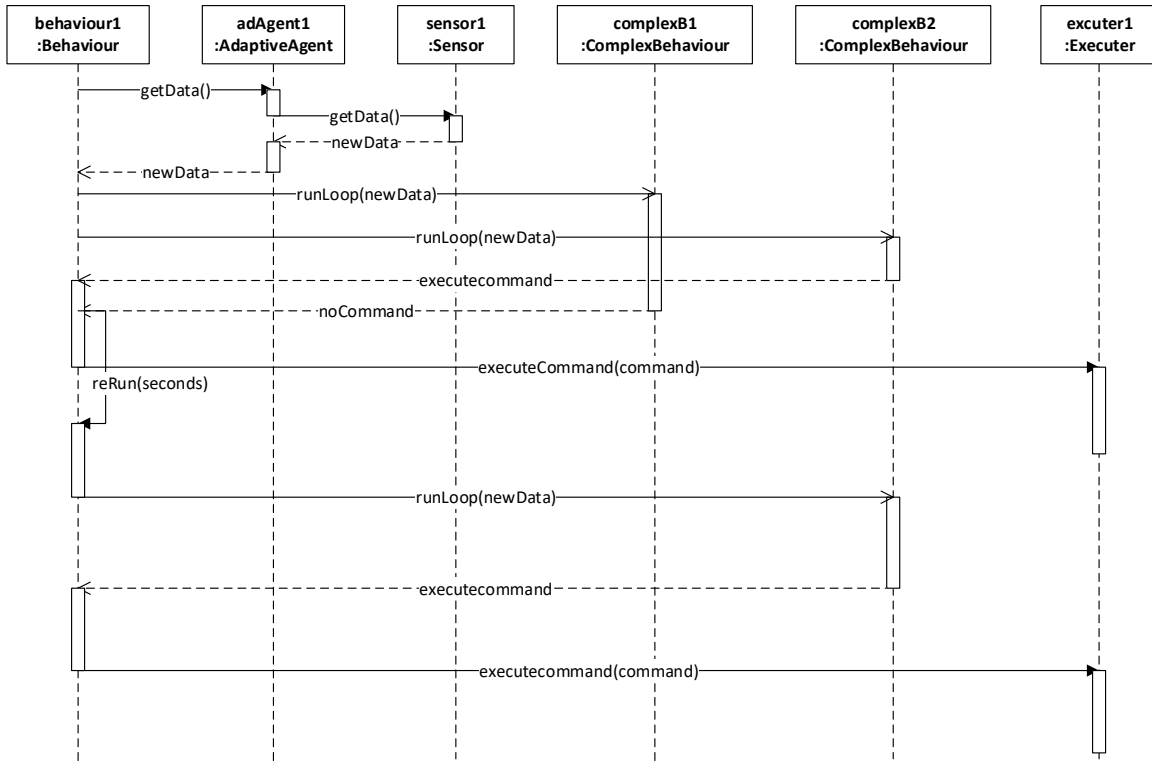 behaviour1
:Behaviour
adAgent1
:AdaptiveAgent
sensor1
:Sensor
complexB1
:ComplexBehaviour
complexB2
:ComplexBehaviour
excuter1
:Executer
getData()
getData()
newData
newData
runLoop(newData)
runLoop(newData)
executecommand
noCommand
executeCommand(command)
reRun(seconds)
runLoop(newData)
executecommand
executecommand(command)